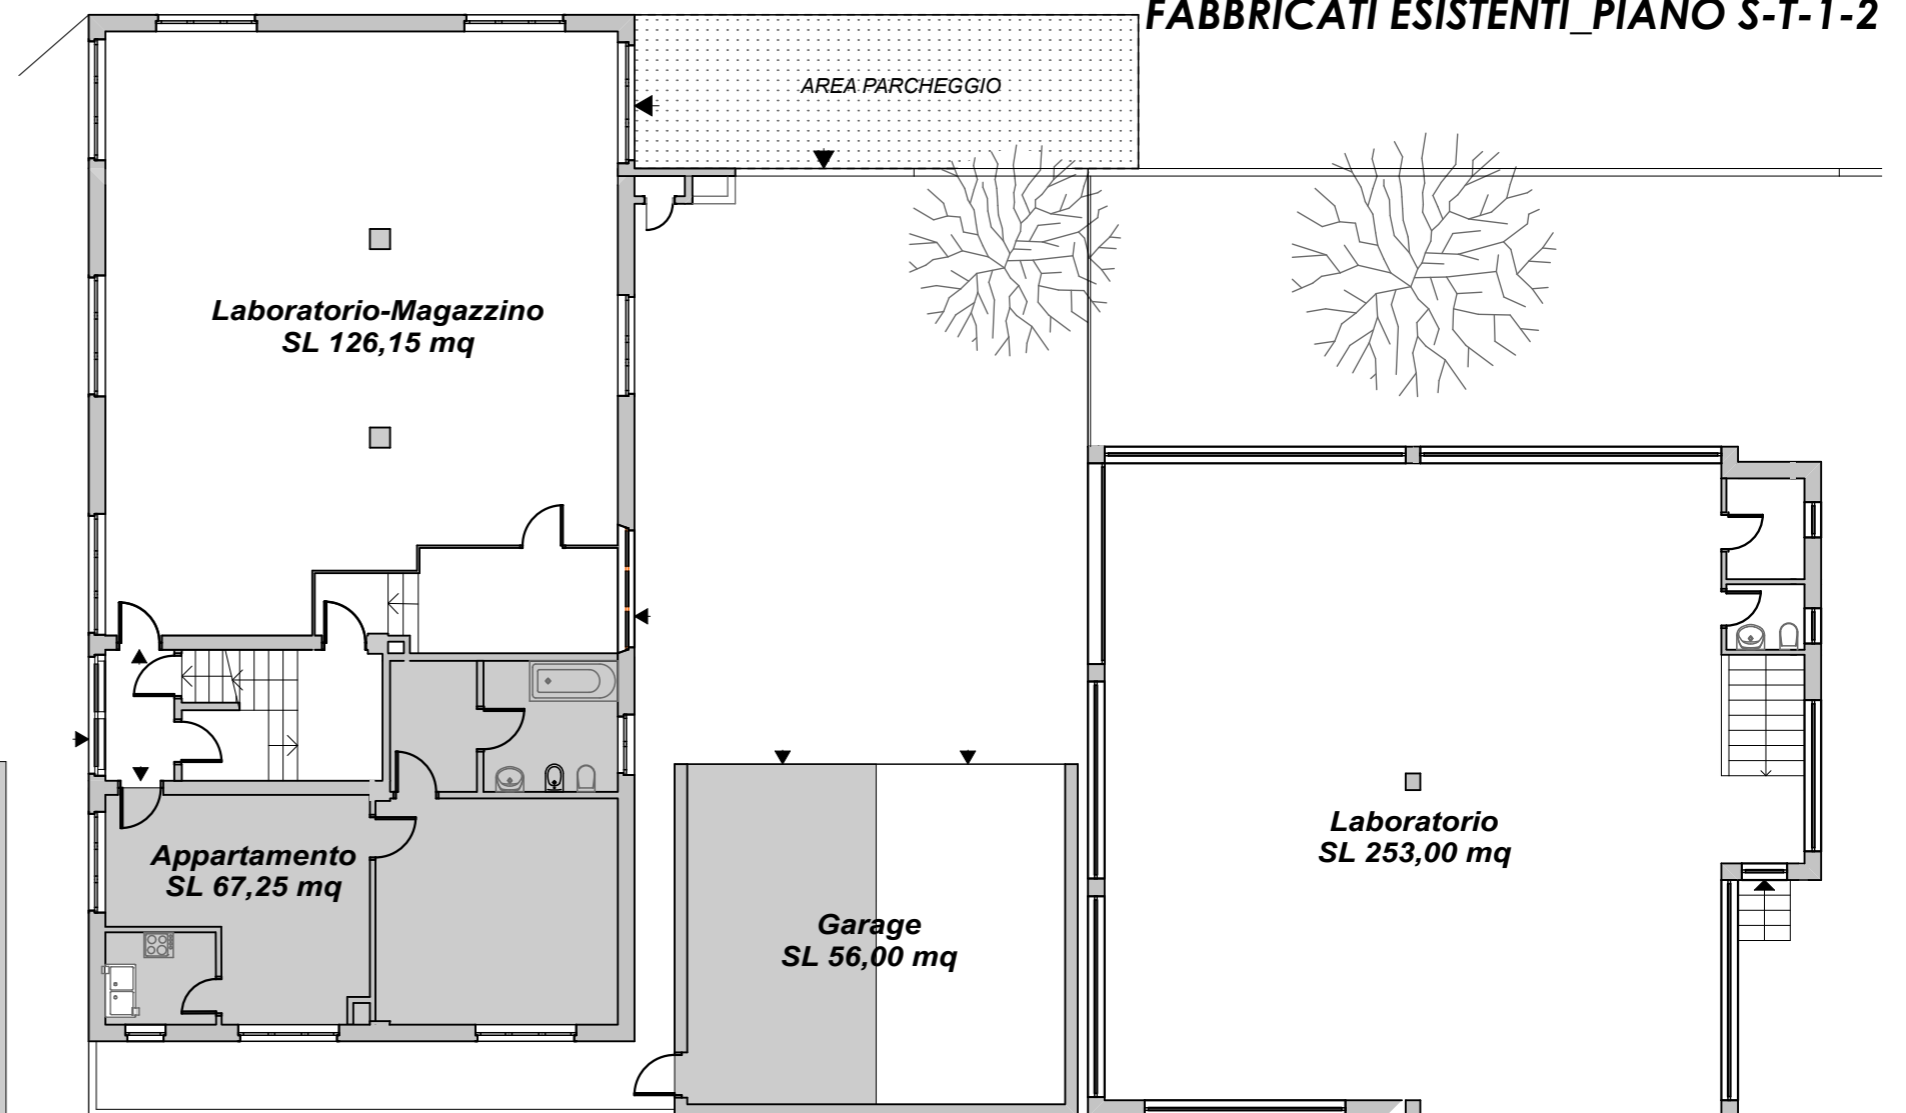 FABBRICATI ESISTENTI_PIANO S-T-1-2
AREA PARCHEGGIO
Laboratorio-Magazzino
SL 126,15 mq
Laboratorio
SL 253,00 mq
Appartamento
SL 67,25 mq
Garage
SL 56,00 mq